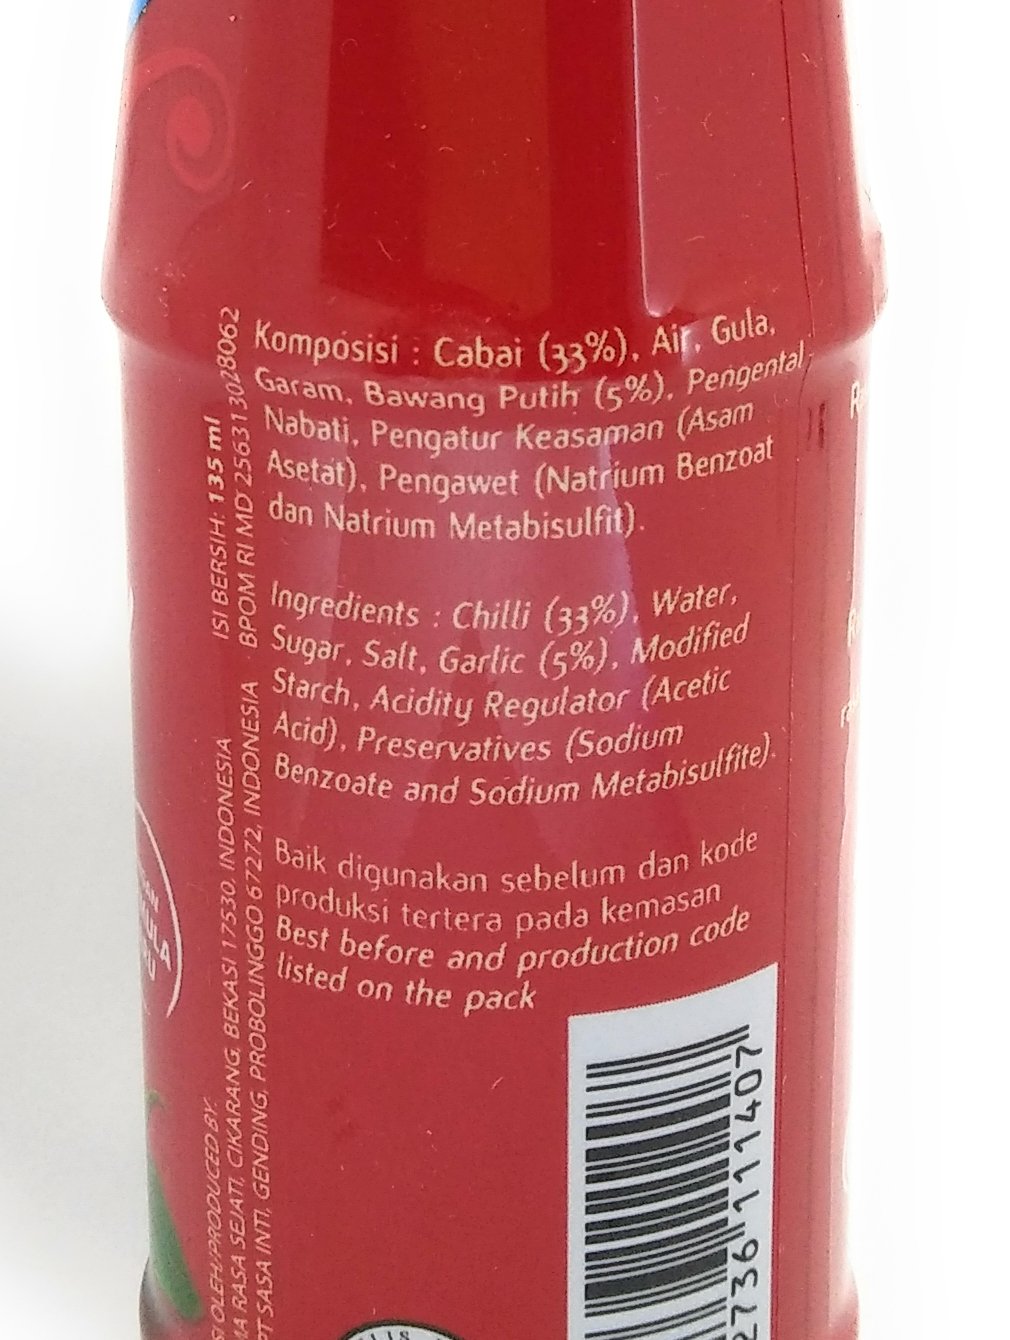 Komposisi : Cabai (33%), Air, Gula,
Garam, Bawang Putih (5%), Pengental
Nabati, Pengatur Keasaman (Asam
Asetat), Pengawet (Natrium Benzoat
dan Natrium Metabisulfit).
Ingredients : Chilli (33%), Water,
Sugar, Salt, Garlic (5%), Modified
Starch, Acidity Regulator (Acetic
Acid), Preservatives (Sodium
Benzoate and Sodium Metabisulfite).
Baik digunakan sebelum dan kode
produksi tertera pada kemasan
Best before and production code
listed on the pack
ISI BERSIH: 135 ml
BPOM RI MD 256313028062
OLEH/PRODUCED BY:
RASA SEJATI, CIKARANG, BEKASI 17530, INDONESIA
PT SASA INTI, GENDING, PROBOLINGGO 67272, INDONESIA
2736 111407